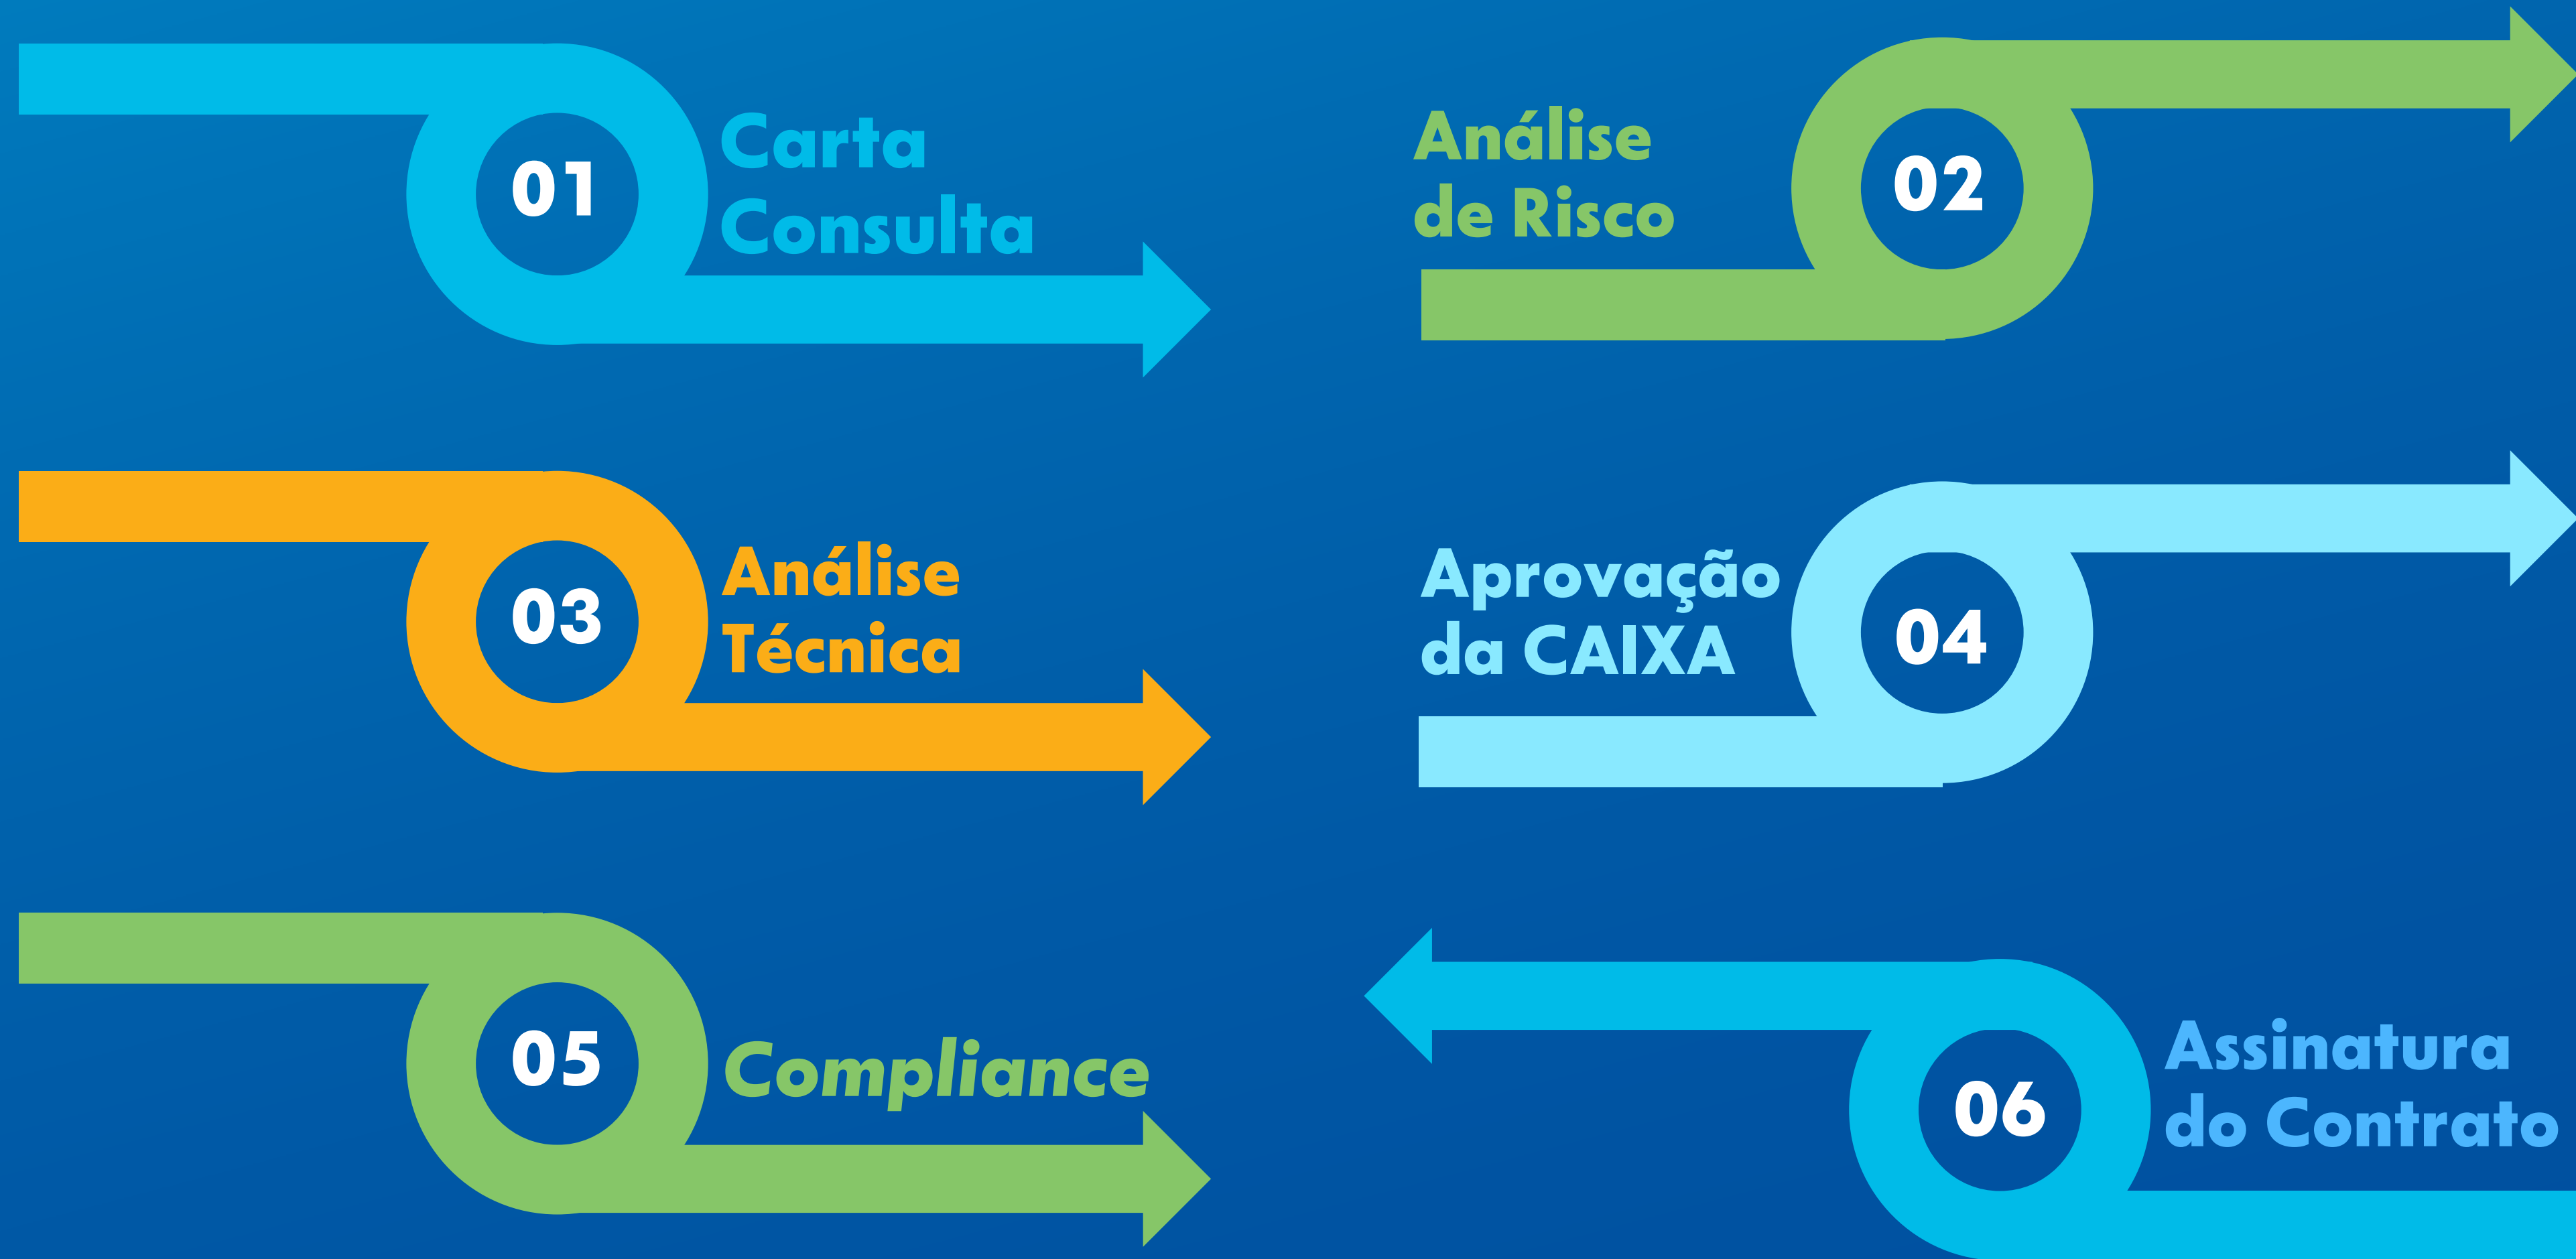 01
Carta
Consulta
02
Análise
de Risco
03
Análise
Técnica
04
Aprovação
da CAIXA
05
Compliance
06
Assinatura
do Contrato